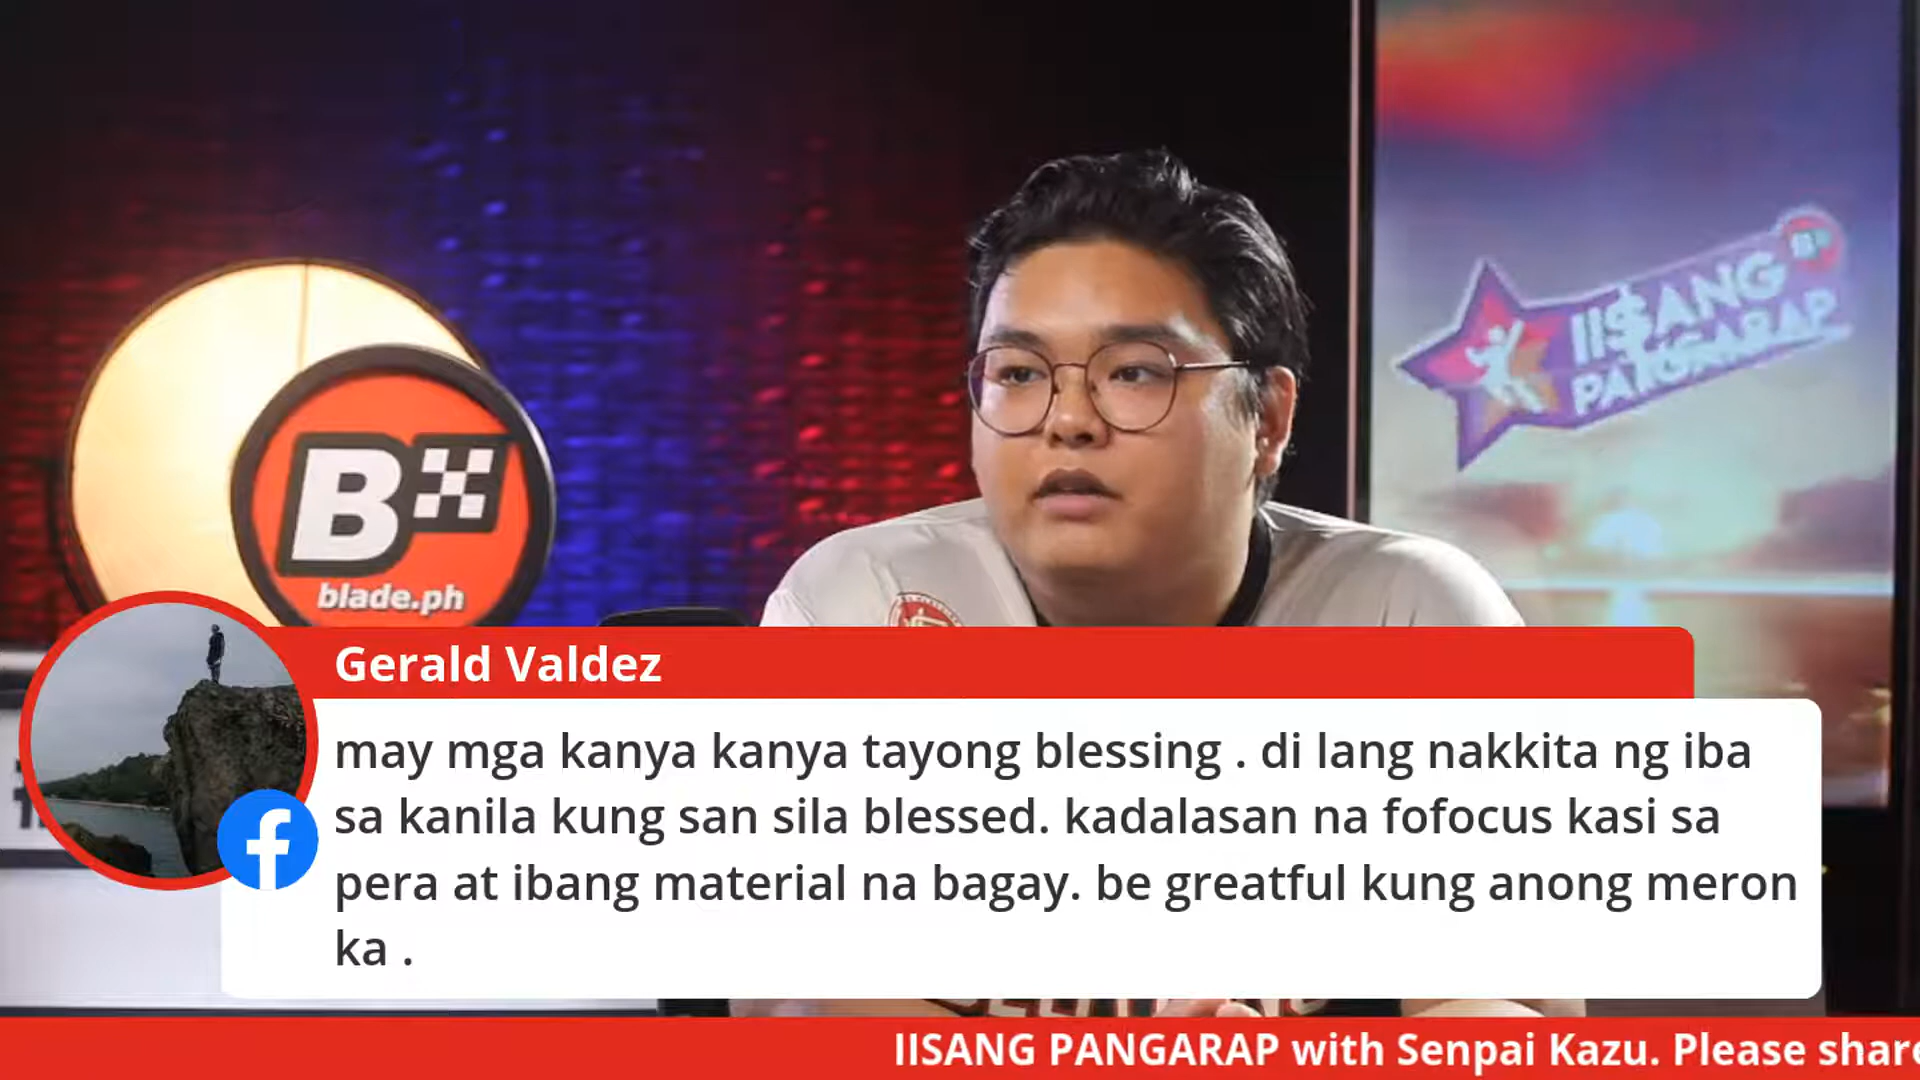 IISANG
PANGARAP
B
blade.ph
Gerald Valdez
may mga kanya kanya tayong blessing . di lang nakkita ng iba
sa kanila kung san sila blessed. kadalasan na fofocus kasi sa
pera at ibang material na bagay. be greatful kung anong meron
ka .
IISANG PANGARAP with Senpai Kazu. Please share